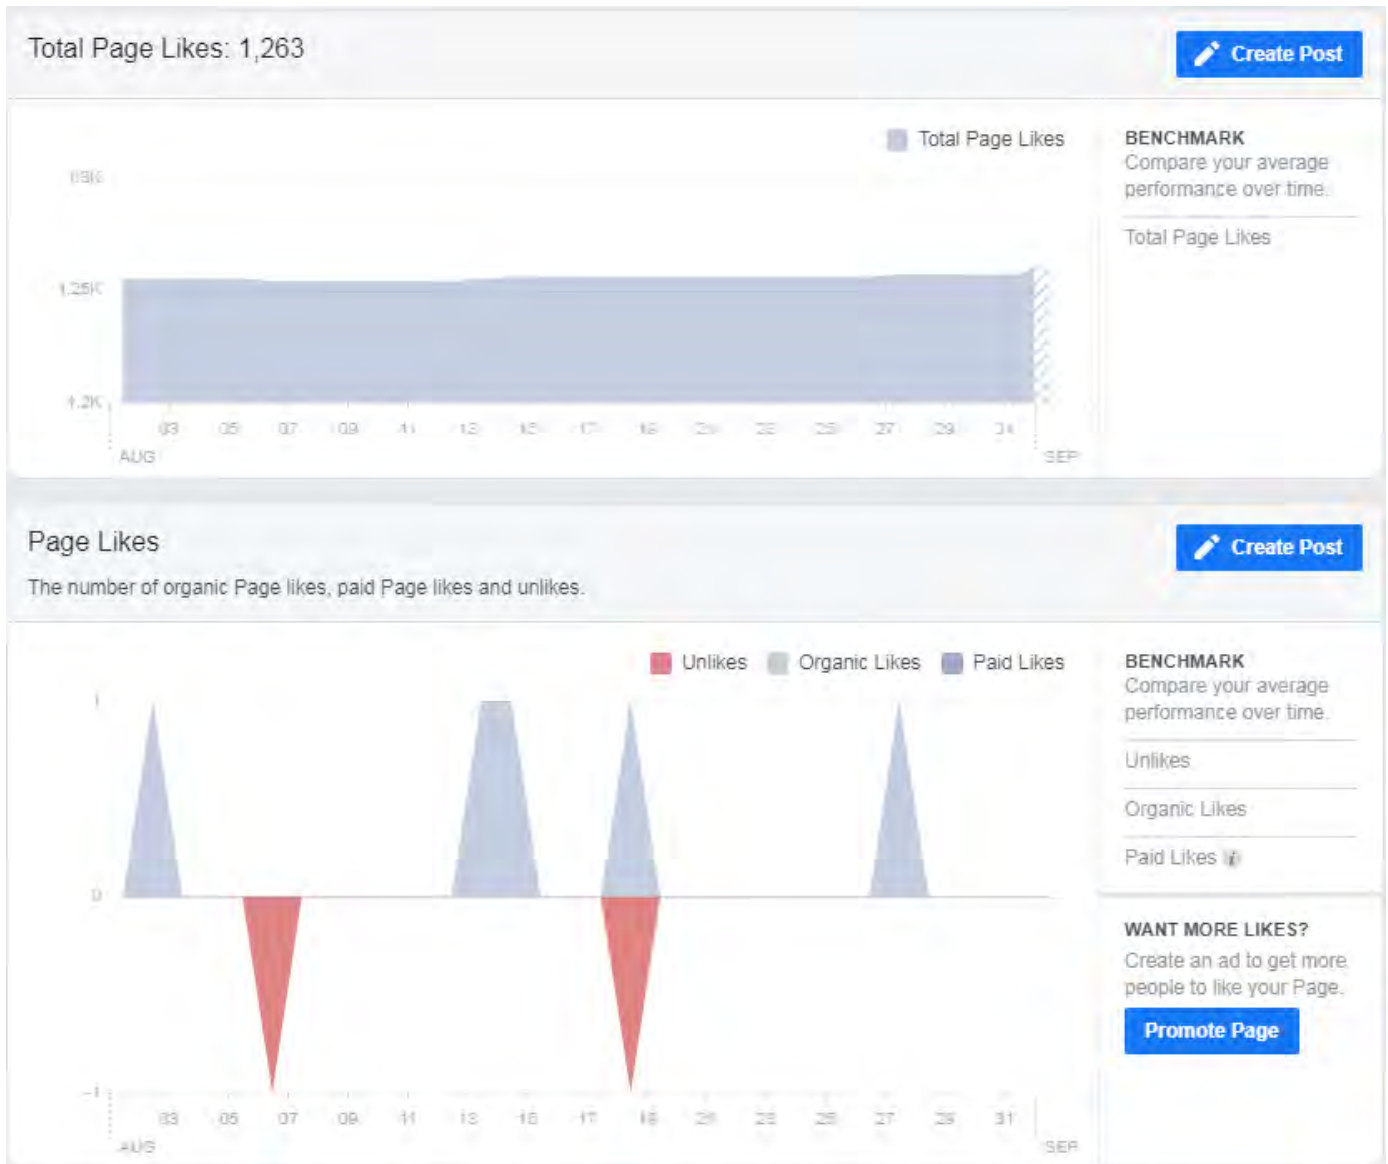 Total Page Likes: 1,263
Create Post
Total Page Likes
BENCHMARK
Compare your average
performance over time.
Total Page Likes
1.25K
1.2K
03 05 07 09 11 13 15 17 19 21 23 25 27 29 31
AUG SEP
Page Likes
Create Post
The number of organic Page likes, paid Page likes and unlikes.
Unlikes Organic Likes Paid Likes
BENCHMARK
Compare your average
performance over time.
Unlikes
Organic Likes
Paid Likes i
1
0
-1
WANT MORE LIKES?
Create an ad to get more
people to like your Page.
Promote Page
03 05 07 09 11 13 15 17 19 21 23 25 27 29 31
AUG SEP